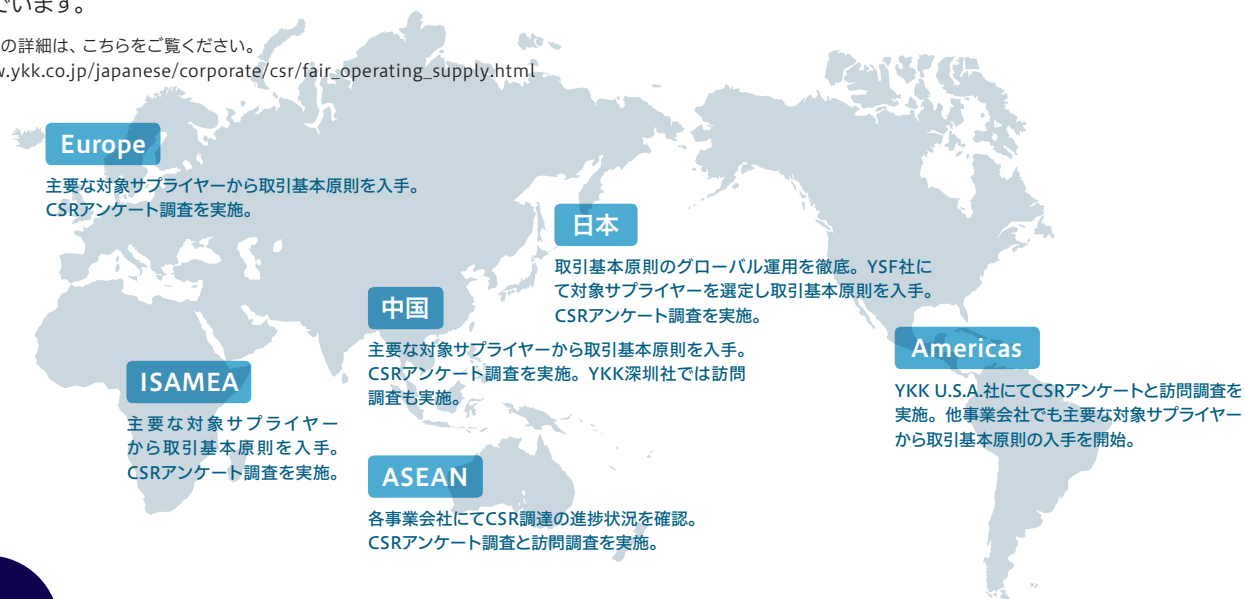 でいます。
の詳細は、こちらをご覧ください。
w.ykk.co.jp/japanese/corporate/csr/fair_operating_supply.html
Europe
主要な対象サプライヤーから取引基本原則を入手。
CSRアンケート調査を実施。
日本
取引基本原則のグローバル運用を徹底。YSF社に
て対象サプライヤーを選定し取引基本原則を入手。
CSRアンケート調査を実施。
中国
主要な対象サプライヤーから取引基本原則を入手。
CSRアンケート調査を実施。YKK深圳社では訪問
調査も実施。
Americas
YKK U.S.A.社にてCSRアンケートと訪問調査を
実施。他事業会社でも主要な対象サプライヤー
から取引基本原則の入手を開始。
ISAMEA
主要な対象サプライヤー
から取引基本原則を入手。
CSRアンケート調査を実施。
ASEAN
各事業会社にてCSR調達の進捗状況を確認。
CSRアンケート調査と訪問調査を実施。